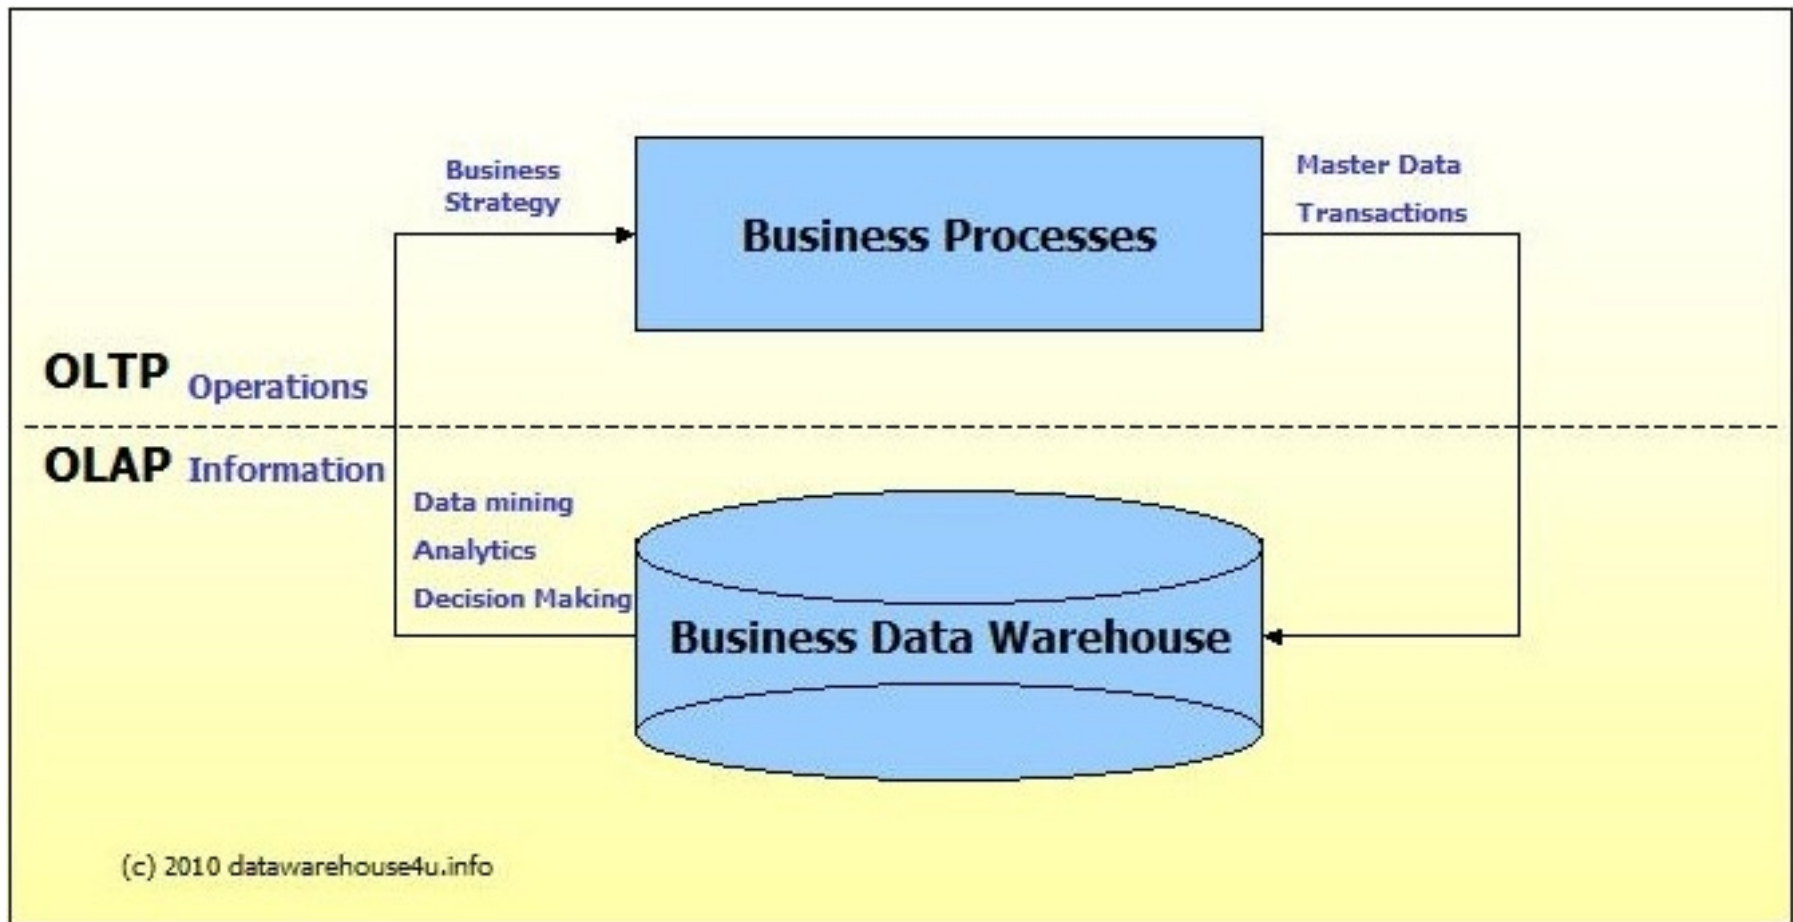 Business
Strategy
Business Processes
Master Data
Transactions
OLTP Operations
OLAP Information
Data mining
Analytics
Decision Making
Business Data Warehouse
(c) 2010 datawarehouse4u.info